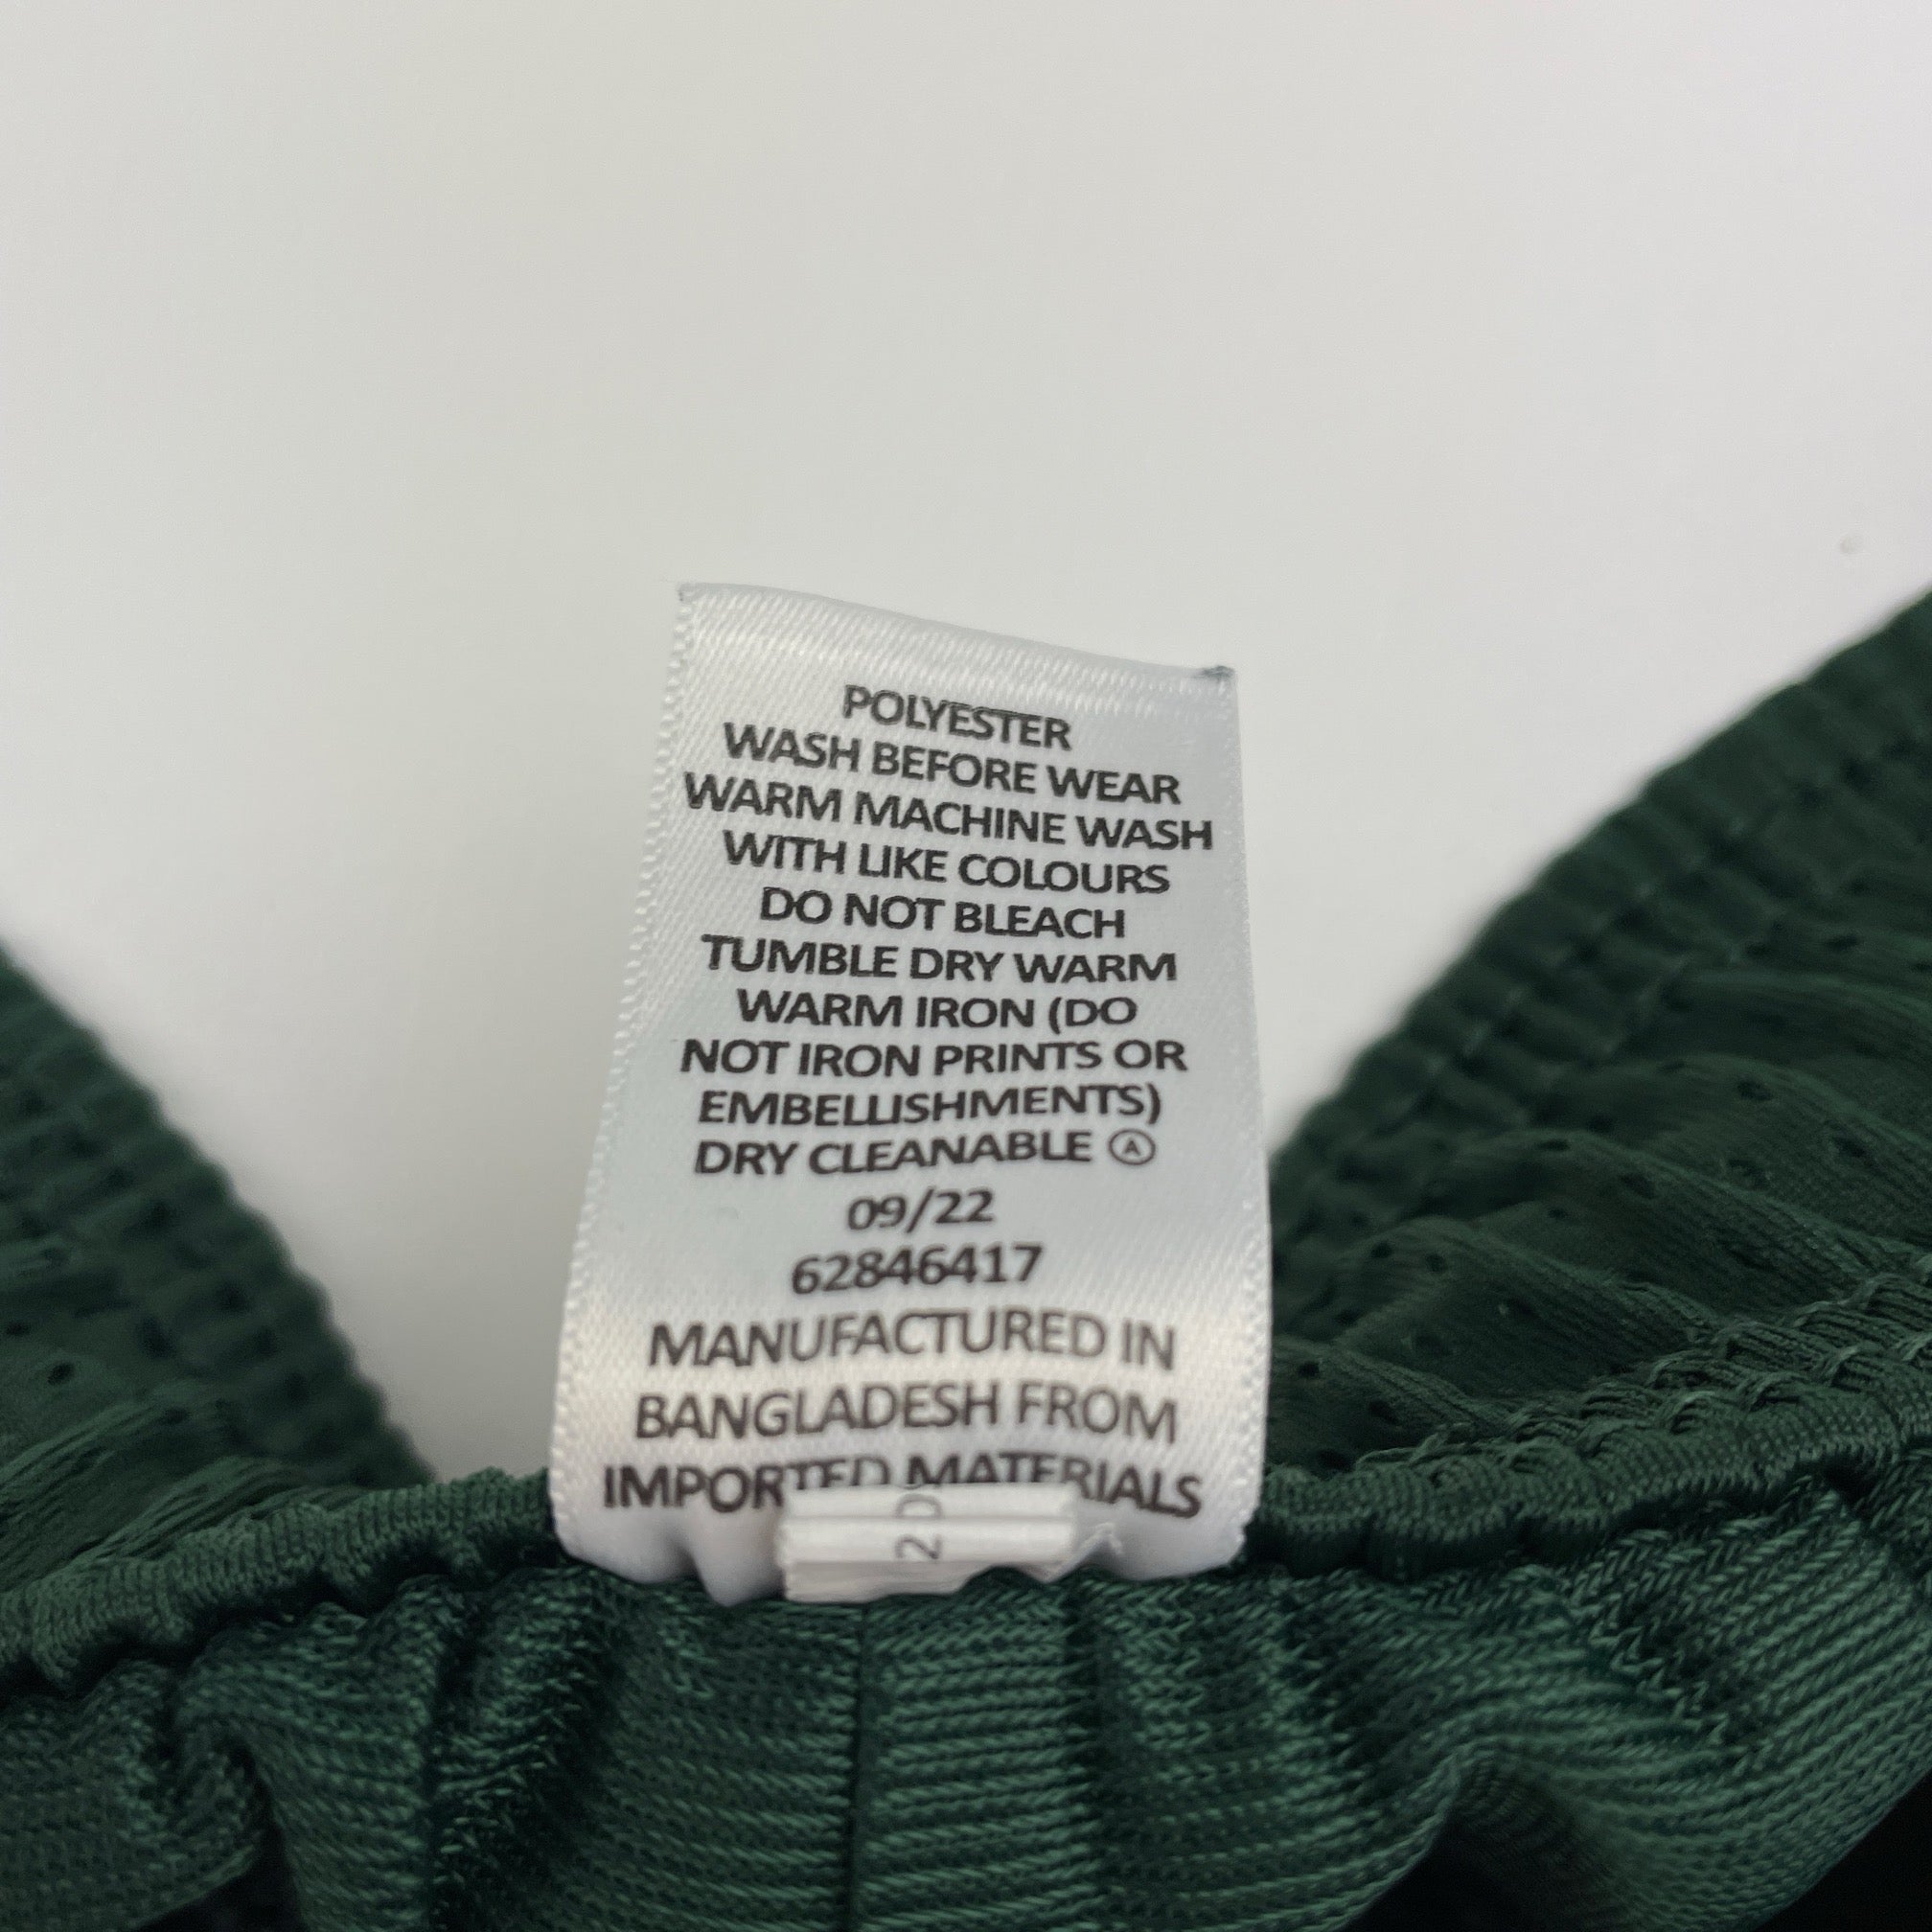 POLYESTER
WASH BEFORE WEAR
WARM MACHINE WASH
WITH LIKE COLOURS
DO NOT BLEACH
TUMBLE DRY WARM
WARM IRON (DO
NOT IRON PRINTS OR
EMBELLISHMENTS)
DRY CLEANABLE Ⓐ
09/22
62846417
MANUFACTURED IN
BANGLADESH FROM
IMPORTED MATERIALS